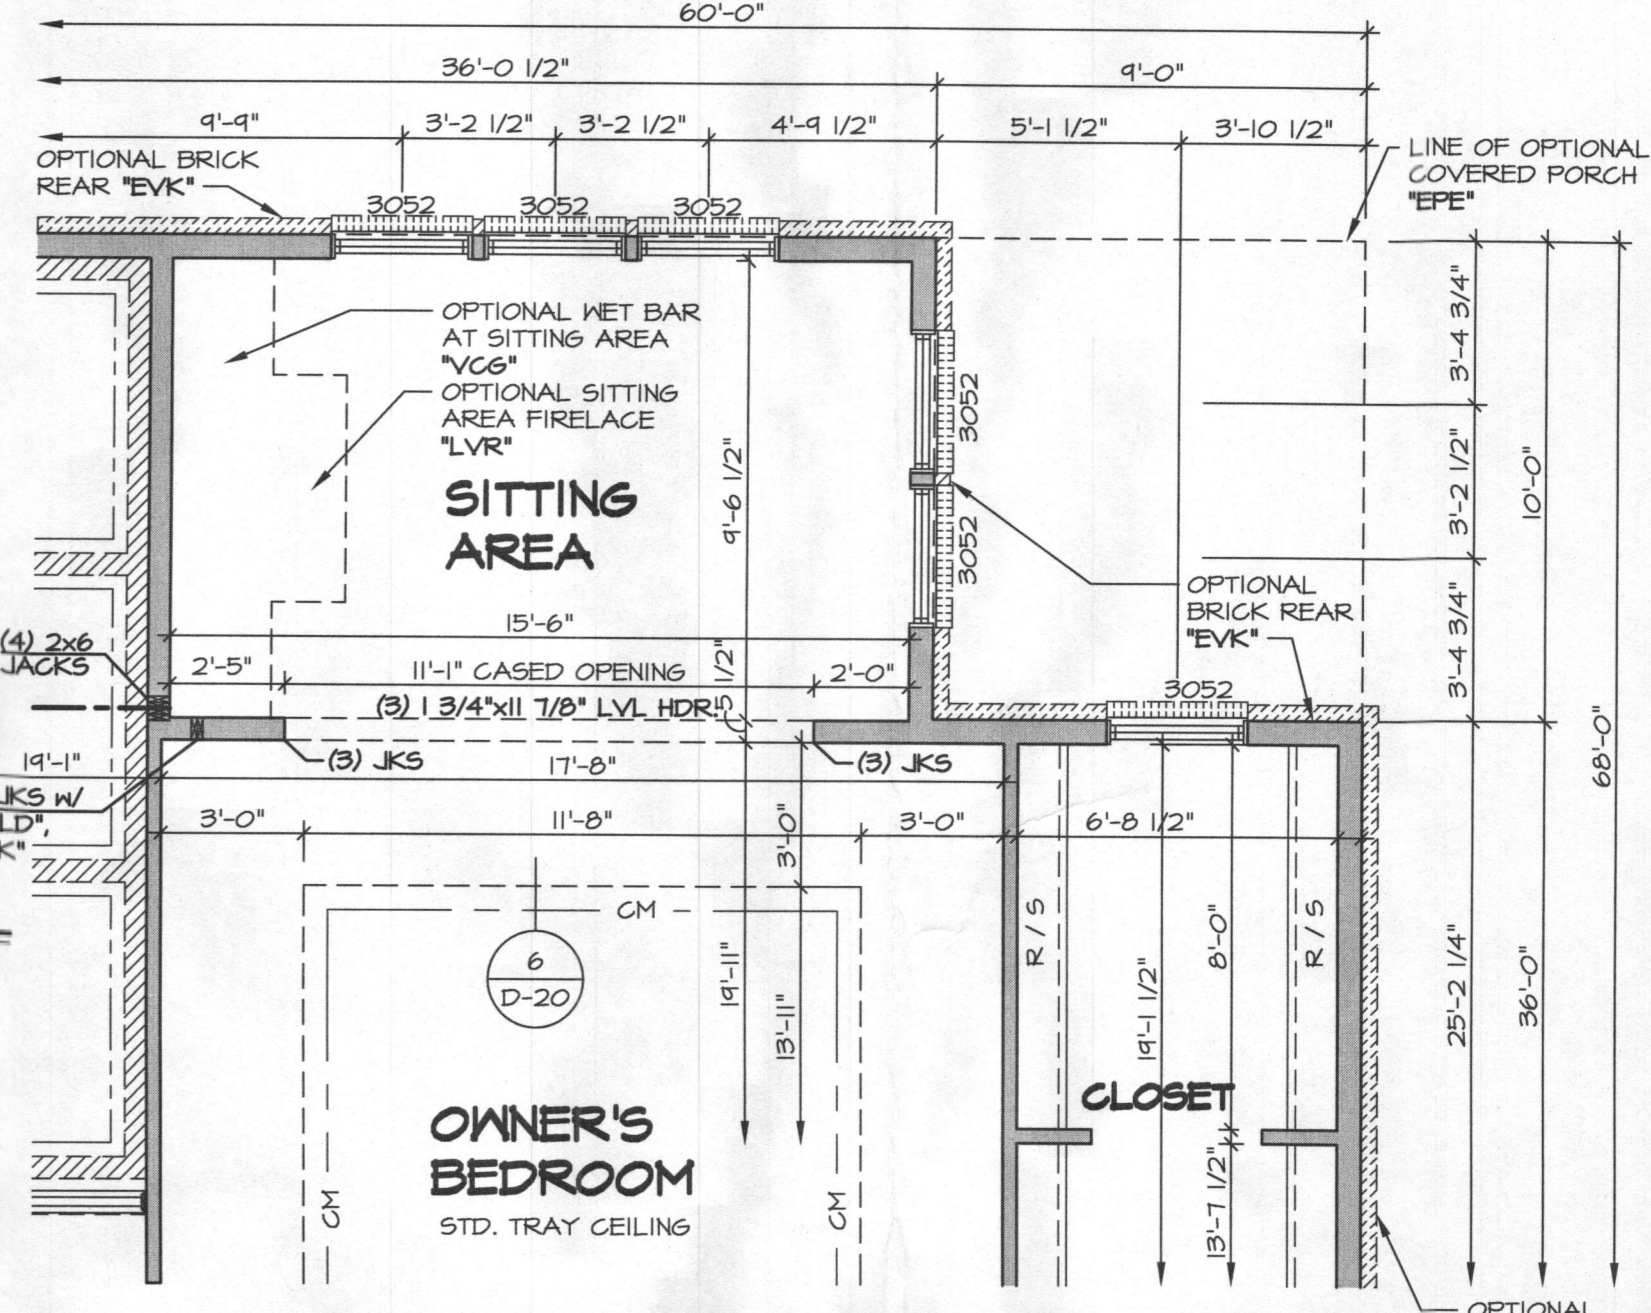 60'-0"
36'-0 1/2"
9'-0"
9'-9"
3'-2 1/2"
3'-2 1/2"
4'-9 1/2"
5'-1 1/2"
3'-10 1/2"
OPTIONAL BRICK
REAR "EVK"
LINE OF OPTIONAL
COVERED PORCH
"EPE"
3052
3052
3052
OPTIONAL WET BAR
AT SITTING AREA
"VCG"
OPTIONAL SITTING
AREA FIRELACE
"LVR"
SITTING
AREA
9'-6 1/2"
3052
3052
3'-4 3/4"
3'-2 1/2"
3'-4 3/4"
10'-0"
68'-0"
OPTIONAL
BRICK REAR
"EVK"
15'-6"
(4) 2x6
JACKS
2'-5"
11'-1" CASED OPENING
2'-0"
5 1/2"
(3) 1 3/4"x11 7/8" LVL HDR.
3052
19'-1"
(3) JKS
17'-8"
(3) JKS
JKS W/
LD",
3'-0"
11'-8"
3'-0"
3'-0"
6'-8 1/2"
CM
6
D-20
R / S
R / S
19'-11"
13'-11"
19'-1 1/2"
8'-0"
25'-2 1/4"
36'-0"
CLOSET
OWNER'S
BEDROOM
STD. TRAY CEILING
CM
CM
13'-7 1/2"
OPTIONAL